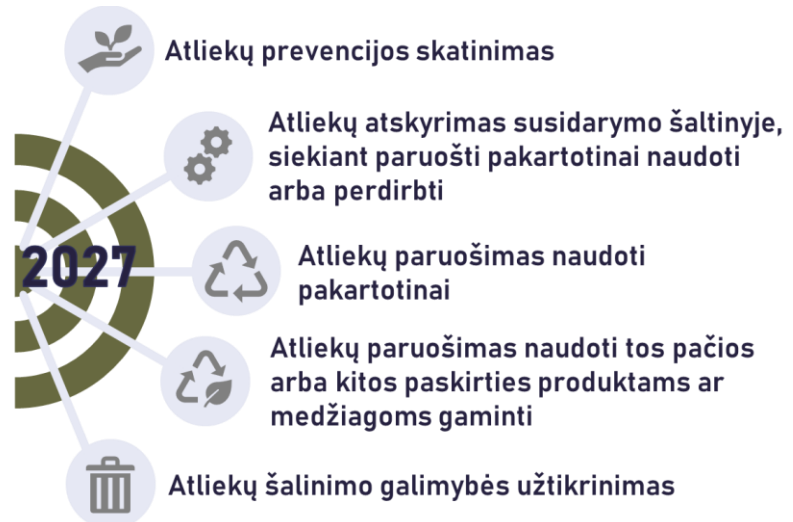 Atliekų prevencijos skatinimas
Atliekų atskyrimas susidarymo šaltinyje,
siekiant paruošti pakartotinai naudoti
arba perdirbti
2027
Atliekų paruošimas naudoti
pakartotinai
Atliekų paruošimas naudoti tos pačios
arba kitos paskirties produktams ar
medžiagoms gaminti
Atliekų šalinimo galimybės užtikrinimas